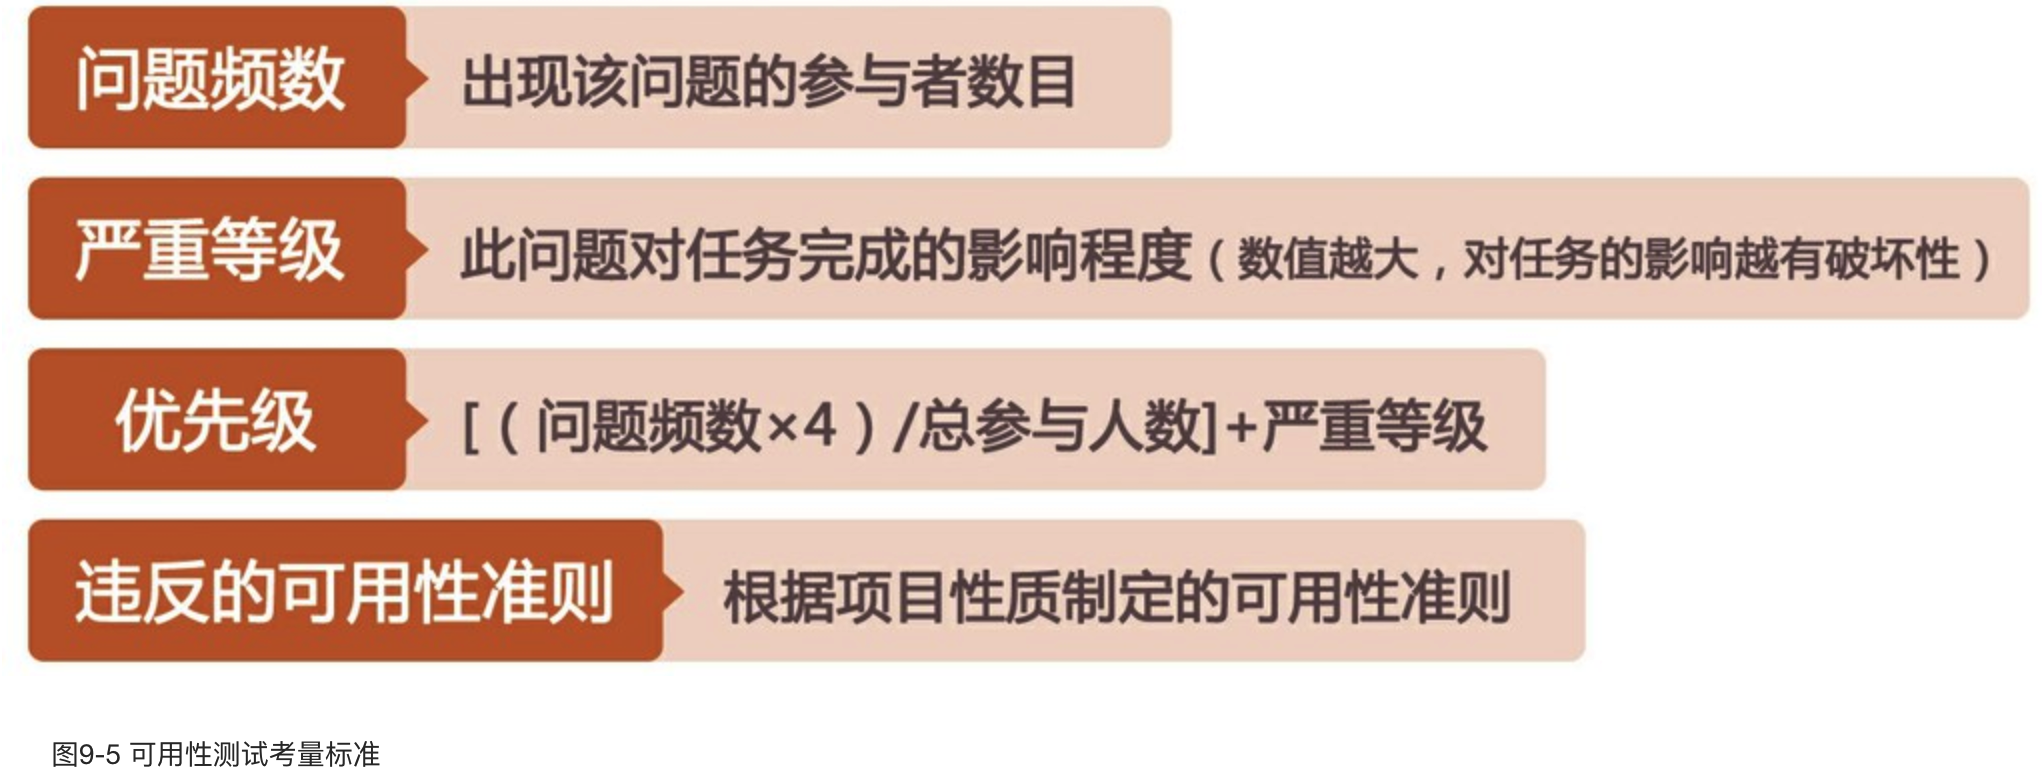 问题频数
出现该问题的参与者数目
严重等级
此问题对任务完成的影响程度（数值越大，对任务的影响越有破坏性）
优先级
[（问题频数×4）/总参与人数]+严重等级
违反的可用性准则
根据项目性质制定的可用性准则
图9-5 可用性测试考量标准